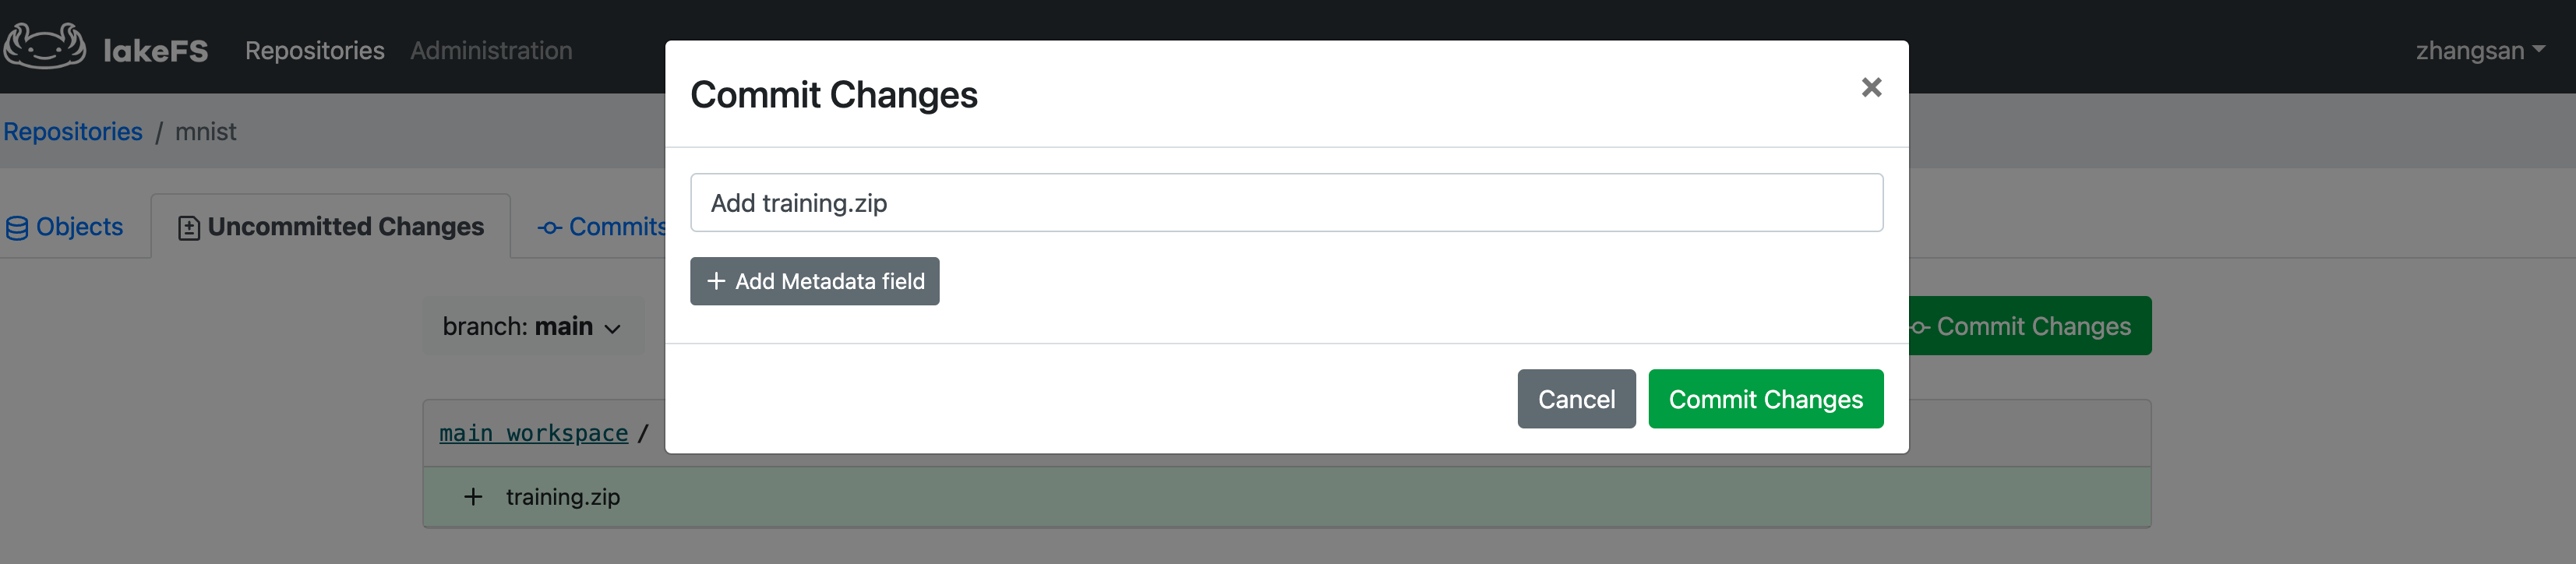 lakeFS Repositories Administration zhangsan
Commit Changes
Repositories / mnist
Add training.zip
Objects Uncommitted Changes Commits
Add Metadata field
branch: main Commit Changes
Cancel Commit Changes
main workspace /
+ training.zip